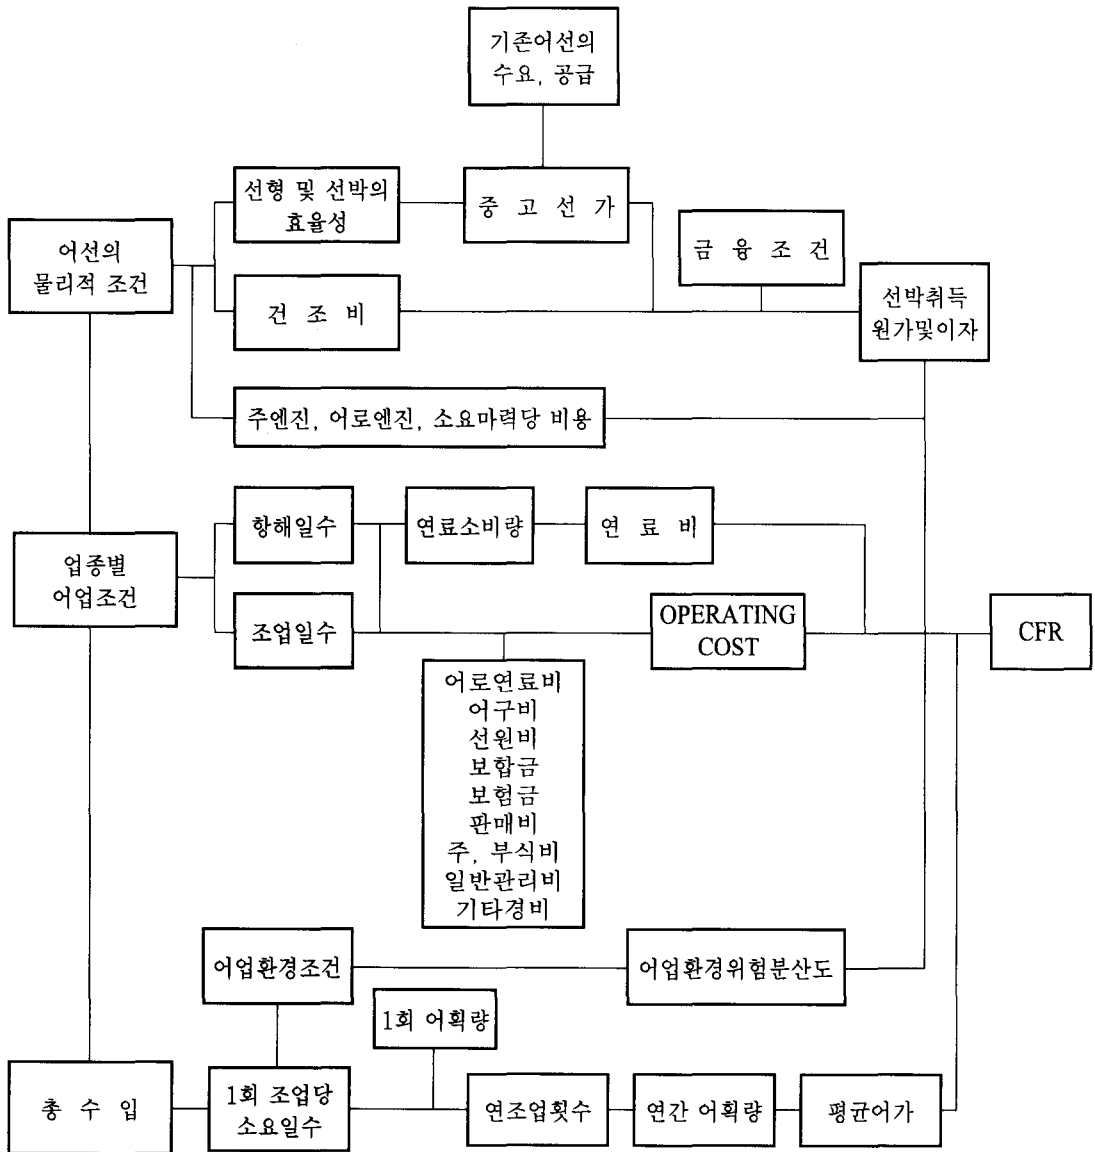 기존어선의
수요, 공급
선형 및 선박의
효율성
중 고 선 가
금 융 조 건
어선의
물리적 조건
건 조 비
선박취득
원가및이자
주엔진, 어로엔진, 소요마력당 비용
항해일수
연료소비량
연 료 비
업종별
어업조건
조업일수
OPERATING
COST
CFR
어로연료비
어구비
선원비
보합금
보험금
판매비
주, 부식비
일반관리비
기타경비
어업환경조건
어업환경위험분산도
1회 어획량
총 수 입
1회 조업당
소요일수
연조업횟수
연간 어획량
평균어가